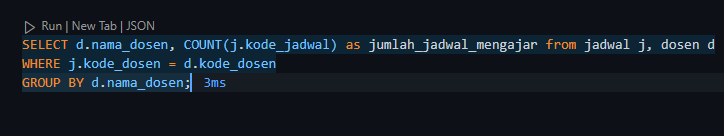 Run | New Tab | JSON
SELECT d.nama_dosen, COUNT(j.kode_jadwal) as jumlah_jadwal_mengajar from jadwal j, dosen d
WHERE j.kode_dosen = d.kode_dosen
GROUP BY d.nama_dosen; 3ms